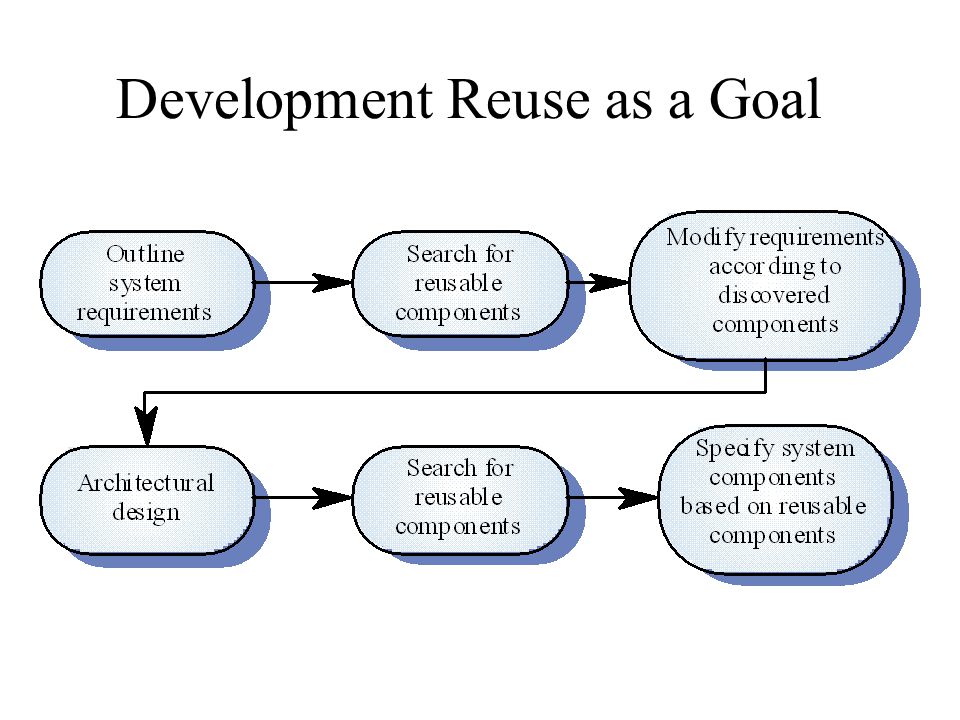 Development Reuse as a Goal
Outline
system
requirements
Search for
reusable
components
Modify requirements
according to
discovered
components
Architectural
design
Search for
reusable
components
Specify system
components
based on reusable
components